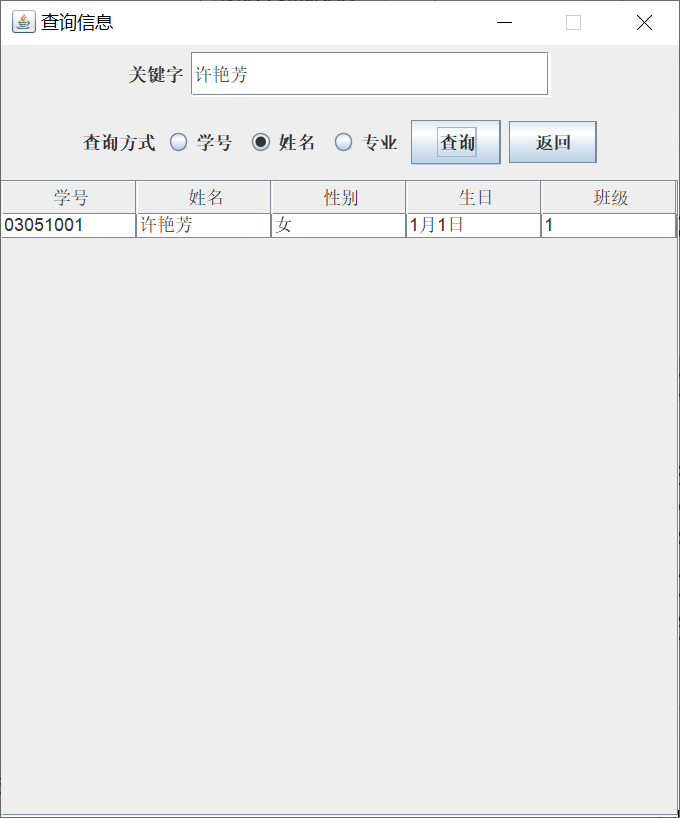 查询信息
关键字 许艳芳
查询方式 学号 姓名 专业 查询 返回
学号 姓名 性别 生日 班级
03051001 许艳芳 女 1月1日 1